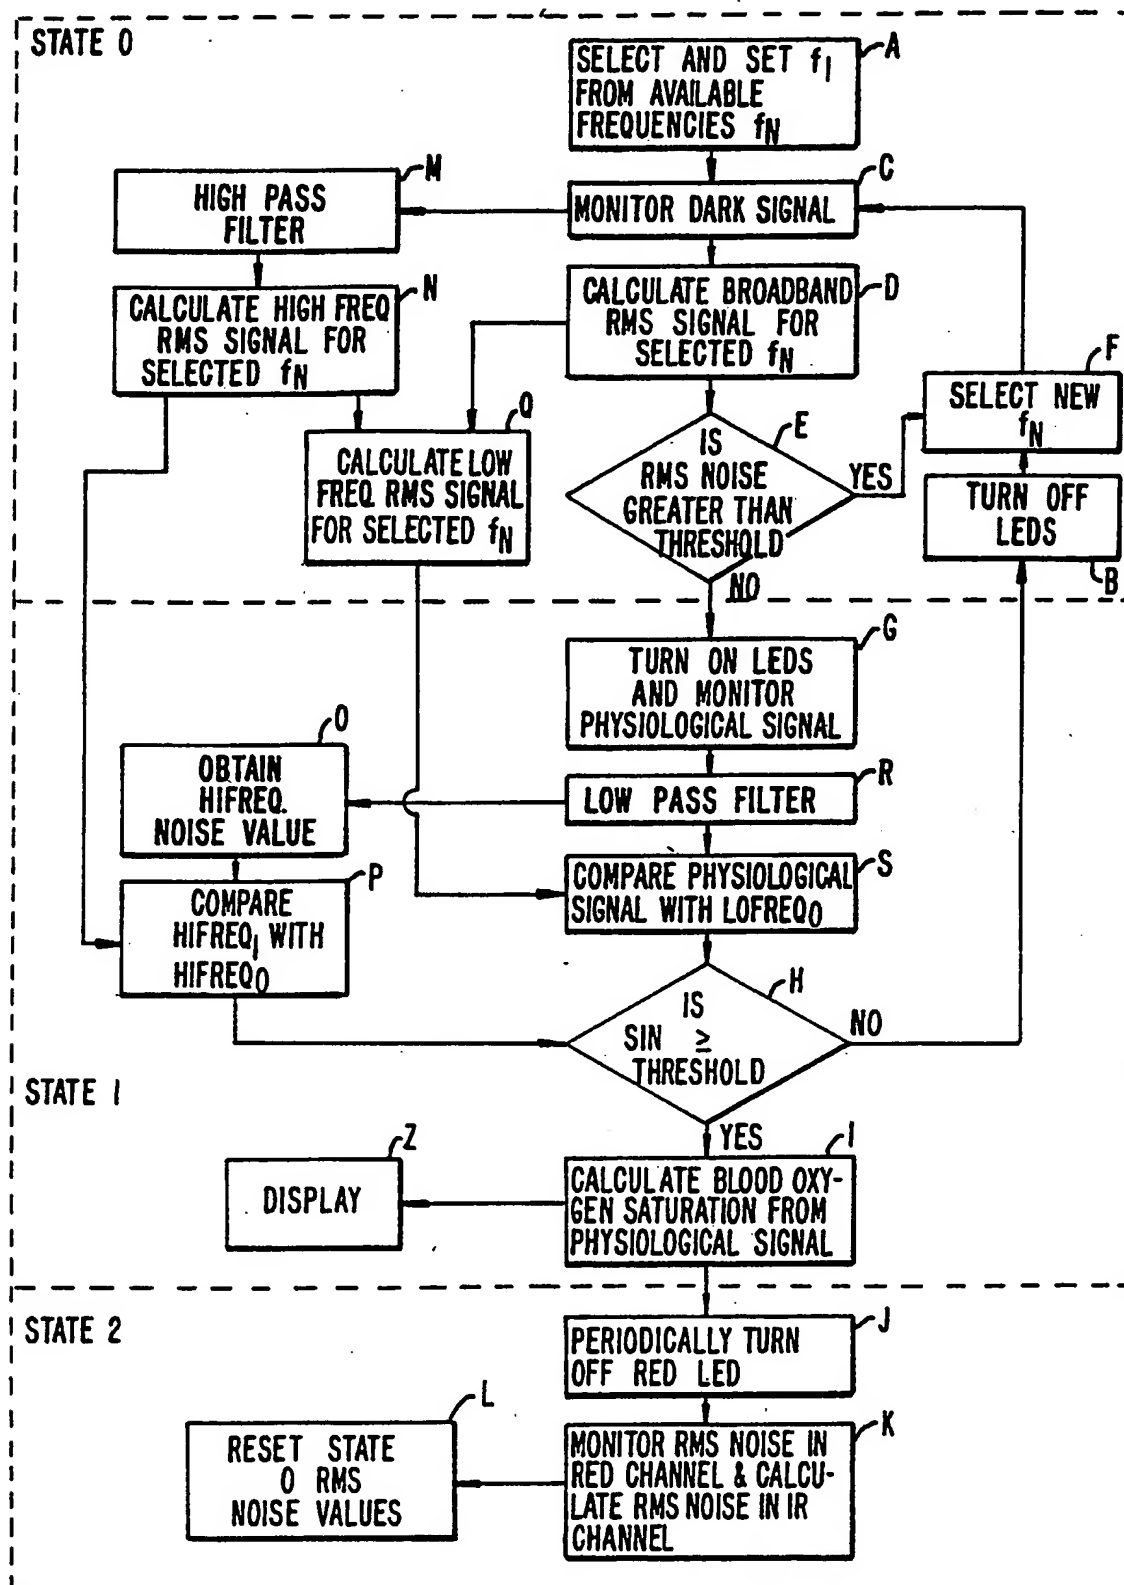 STATE 0
A
SELECT AND SET f1
FROM AVAILABLE
FREQUENCIES fN
M
HIGH PASS
FILTER
C
MONITOR DARK SIGNAL
N
CALCULATE HIGH FREQ
RMS SIGNAL FOR
SELECTED fN
D
CALCULATE BROADBAND
RMS SIGNAL FOR
SELECTED fN
F
SELECT NEW
fN
Q
CALCULATE LOW
FREQ RMS SIGNAL
FOR SELECTED fN
E
IS
RMS NOISE
GREATER THAN
THRESHOLD
YES
TURN OFF
LEDS
B
NO
G
TURN ON LEDS
AND MONITOR
PHYSIOLOGICAL SIGNAL
O
OBTAIN
HIFREQ.
NOISE VALUE
R
LOW PASS FILTER
P
COMPARE
HIFREQ1 WITH
HIFREQ0
S
COMPARE PHYSIOLOGICAL
SIGNAL WITH LOFREQ0
H
IS
SIN ≥
THRESHOLD
NO
STATE 1
YES
Z
DISPLAY
I
CALCULATE BLOOD OXY-
GEN SATURATION FROM
PHYSIOLOGICAL SIGNAL
STATE 2
J
PERIODICALLY TURN
OFF RED LED
L
RESET STATE
0 RMS
NOISE VALUES
K
MONITOR RMS NOISE IN
RED CHANNEL & CALCU-
LATE RMS NOISE IN IR
CHANNEL